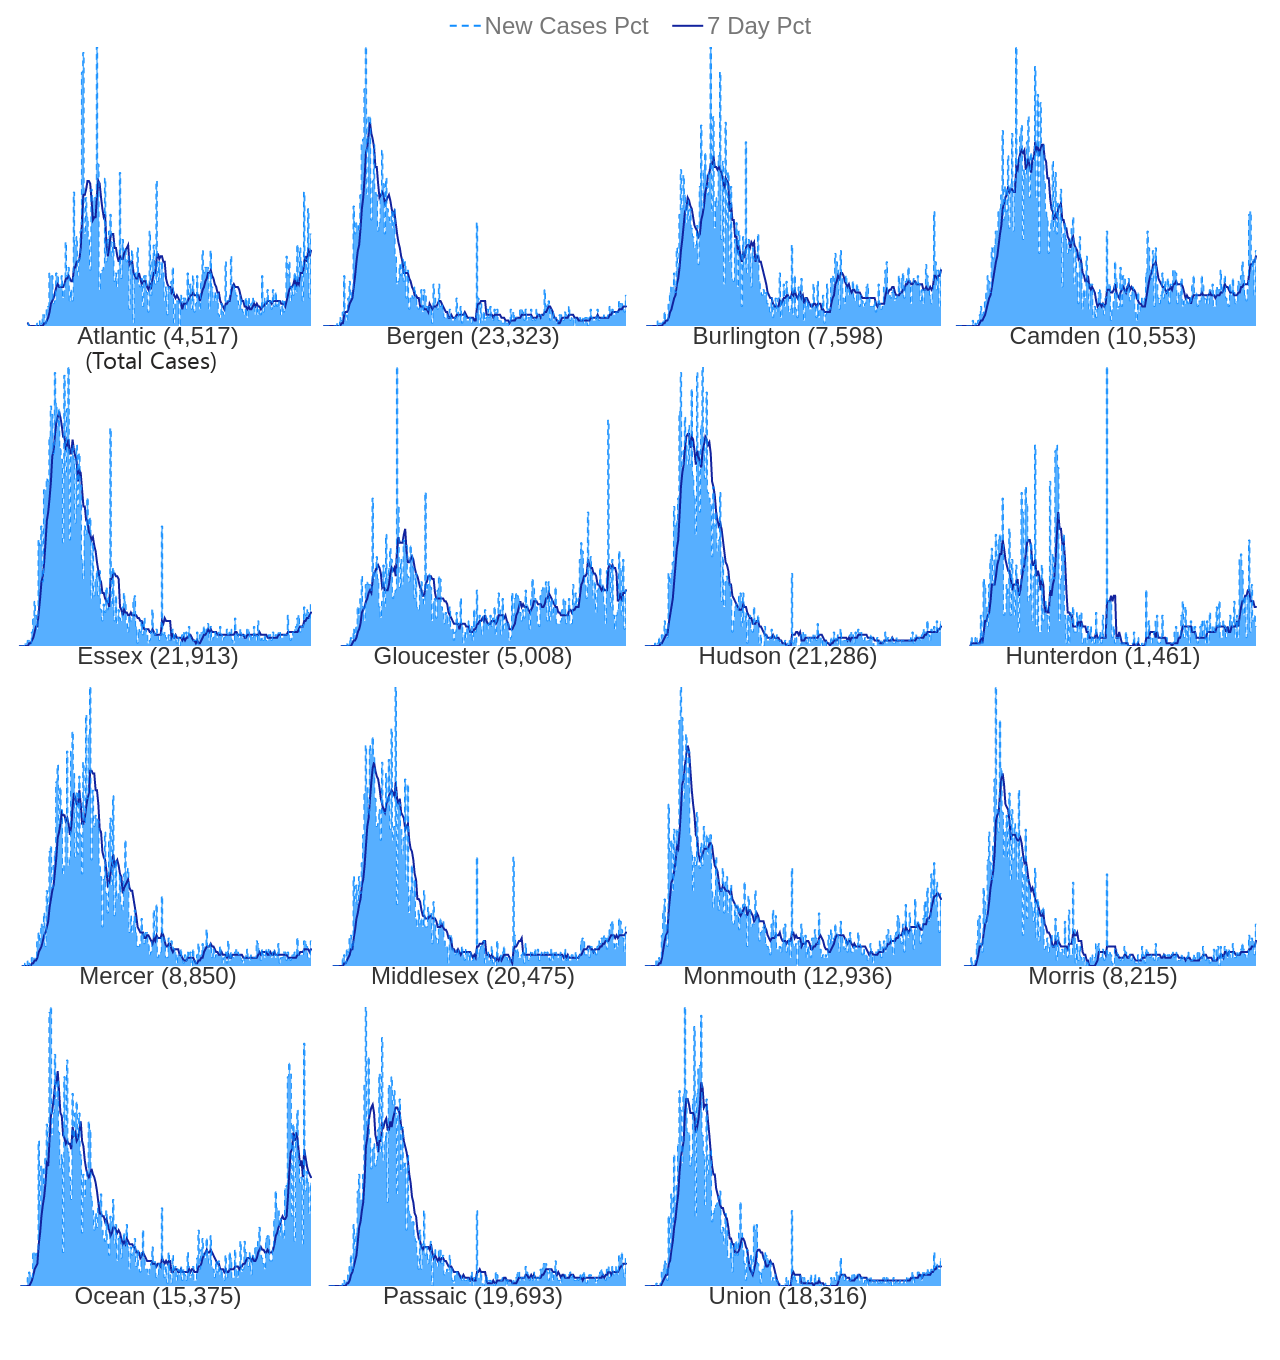 New Cases Pct 7 Day Pct
Atlantic (4,517)
(Total Cases)
Bergen (23,323)
Burlington (7,598)
Camden (10,553)
Essex (21,913)
Gloucester (5,008)
Hudson (21,286)
Hunterdon (1,461)
Mercer (8,850)
Middlesex (20,475)
Monmouth (12,936)
Morris (8,215)
Ocean (15,375)
Passaic (19,693)
Union (18,316)